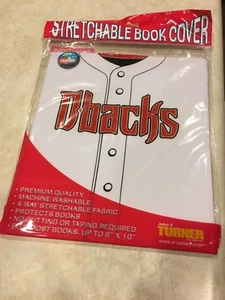 STRETCHABLE BOOK COVER
Dbacks
• PREMIUM QUALITY
• MACHINE WASHABLE
• 4-WAY STRETCHABLE FABRIC
• PROTECTS BOOKS
• NO CUTTING OR TAPING REQUIRED
MOST BOOKS, UP TO 8" X 10"
TURNER